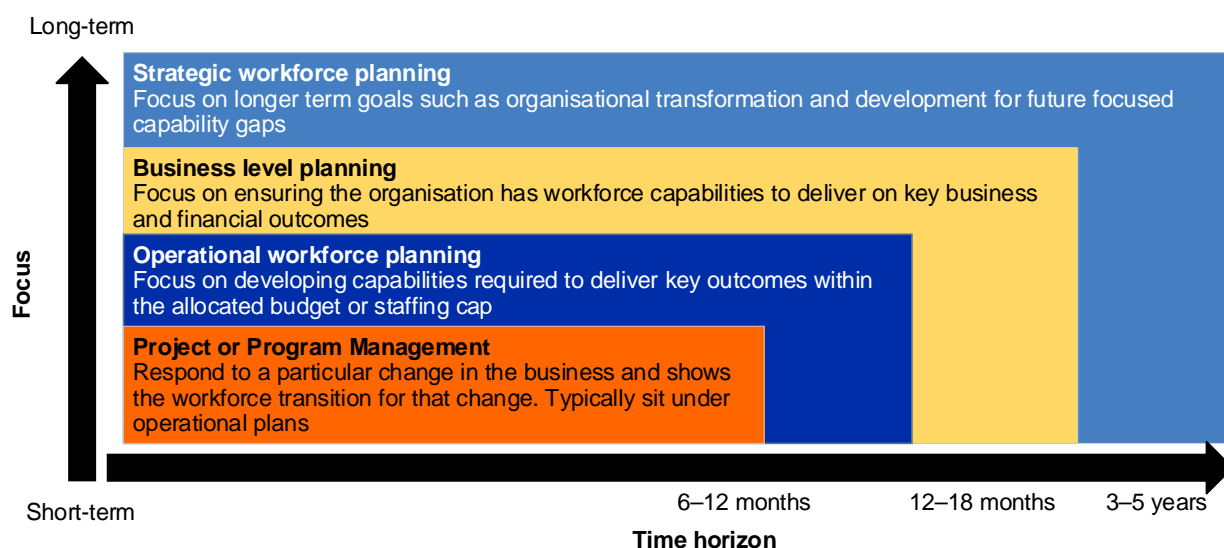 Long-term
Strategic workforce planning
Focus on longer term goals such as organisational transformation and development for future focused
capability gaps
Business level planning
Focus on ensuring the organisation has workforce capabilities to deliver on key business
and financial outcomes
Operational workforce planning
Focus on developing capabilities required to deliver key outcomes within
the allocated budget or staffing cap
Project or Program Management
Respond to a particular change in the business and shows
the workforce transition for that change. Typically sit under
operational plans
Focus
Short-term
6–12 months
12–18 months
3–5 years
Time horizon